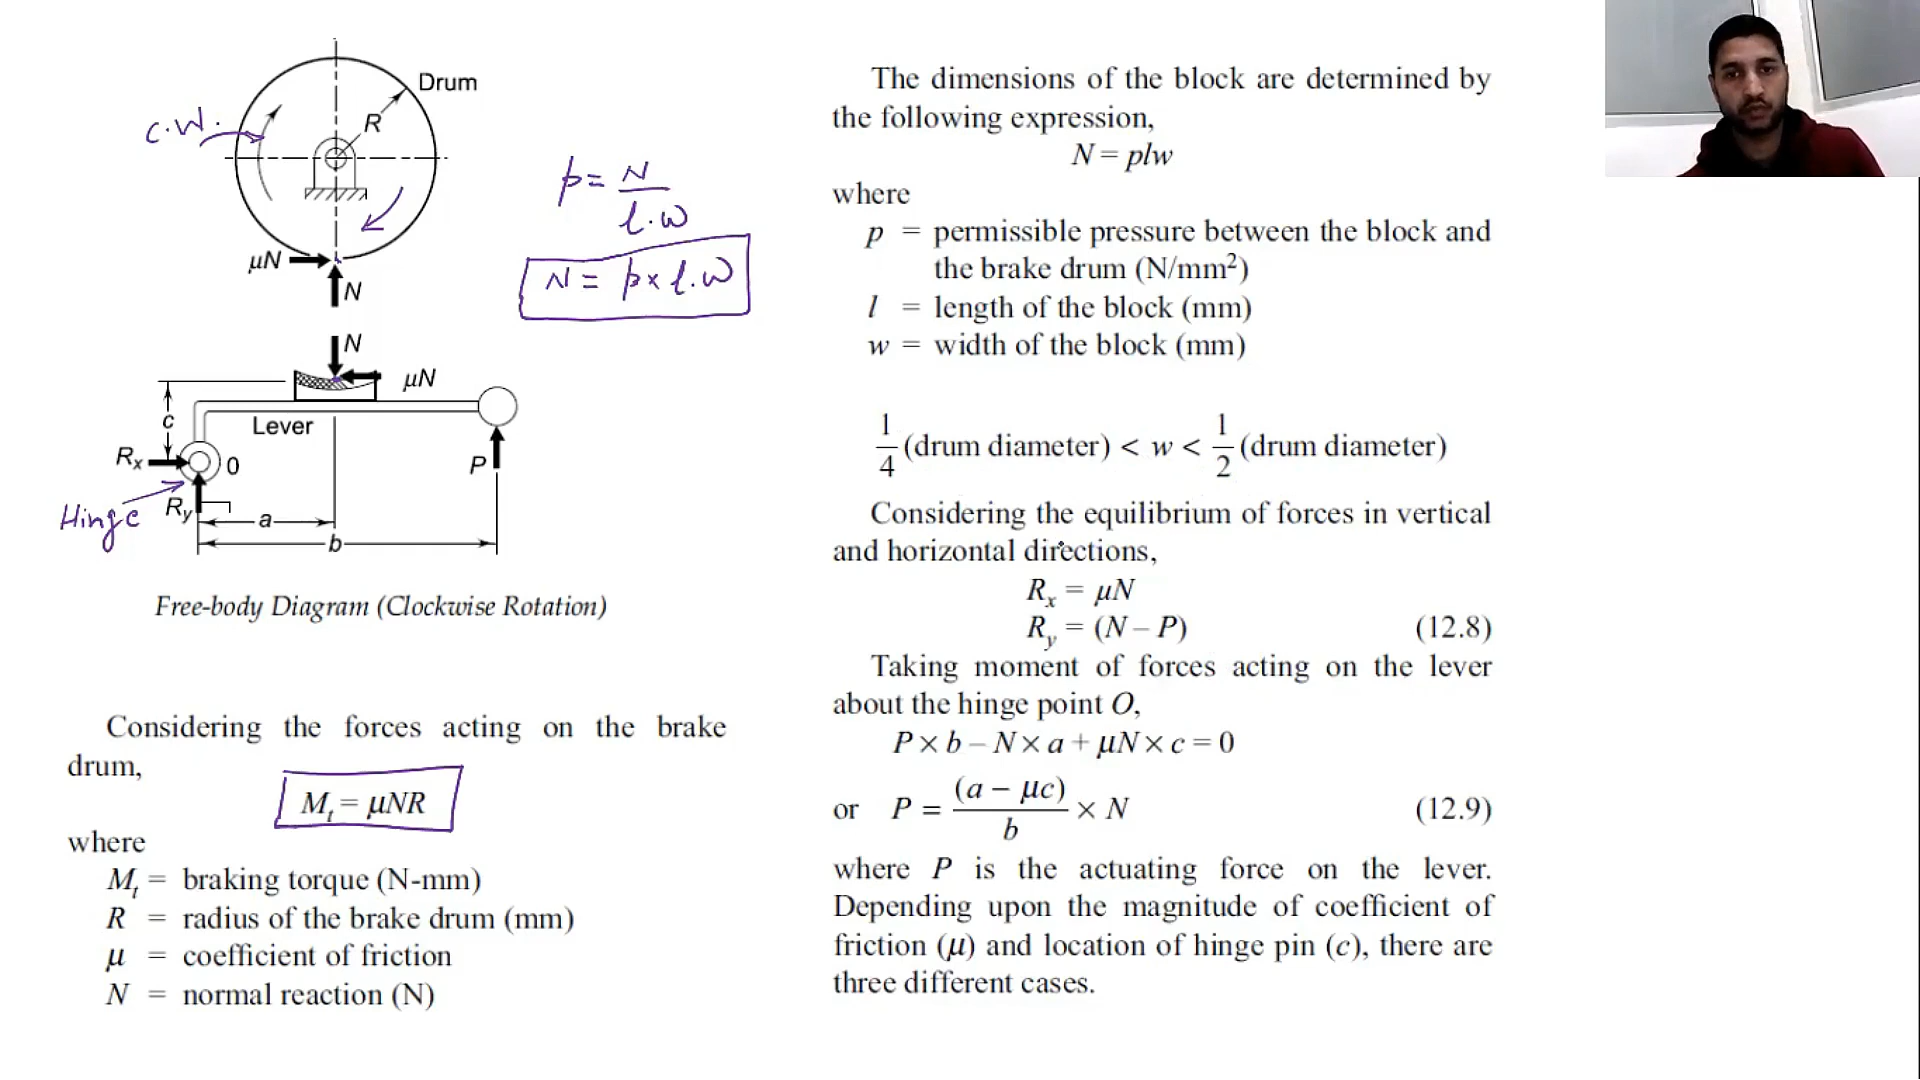 Drum
R
C.W.
μN
N
N
μN
c
Lever
Rx
O
P
Hinge
Ry
a
b
Free-body Diagram (Clockwise Rotation)
p = N
l.w
N = p x l.w
Considering the forces acting on the brake
drum,
Mt = μNR
where
Mt = braking torque (N-mm)
R = radius of the brake drum (mm)
μ = coefficient of friction
N = normal reaction (N)
The dimensions of the block are determined by
the following expression,
N = plw
where
p = permissible pressure between the block and
the brake drum (N/mm²)
l = length of the block (mm)
w = width of the block (mm)
1/4 (drum diameter) < w < 1/2 (drum diameter)
Considering the equilibrium of forces in vertical
and horizontal directions,
Rx = μN
Ry = (N – P) (12.8)
Taking moment of forces acting on the lever
about the hinge point O,
P × b – N × a + μN × c = 0
or P = (a – μc)/b × N (12.9)
where P is the actuating force on the lever.
Depending upon the magnitude of coefficient of
friction (μ) and location of hinge pin (c), there are
three different cases.